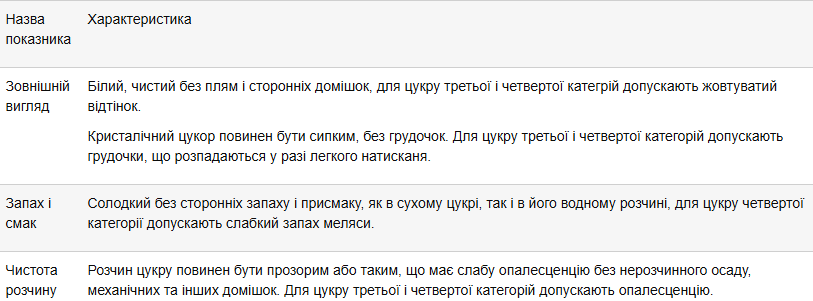 Назва Характеристика
показника
Зовнішній Білий, чистий без плям і сторонніх домішок, для цукру третьої і четвертої категрій допускають жовтуватий
вигляд відтінок.
Кристалічний цукор повинен бути сипким, без грудочок. Для цукру третьої і четвертої категорій допускають
грудочки, що розпадаються у разі легкого натисканя.
Запах і Солодкий без сторонніх запаху і присмаку, як в сухому цукрі, так і в його водному розчині, для цукру четвертої
смак категорії допускають слабкий запах меляси.
Чистота Розчин цукру повинен бути прозорим або таким, що має слабу опалесценцію без нерозчинного осаду,
розчину механічних та інших домішок. Для цукру третьої і четвертої категорій допускають опалесценцію.